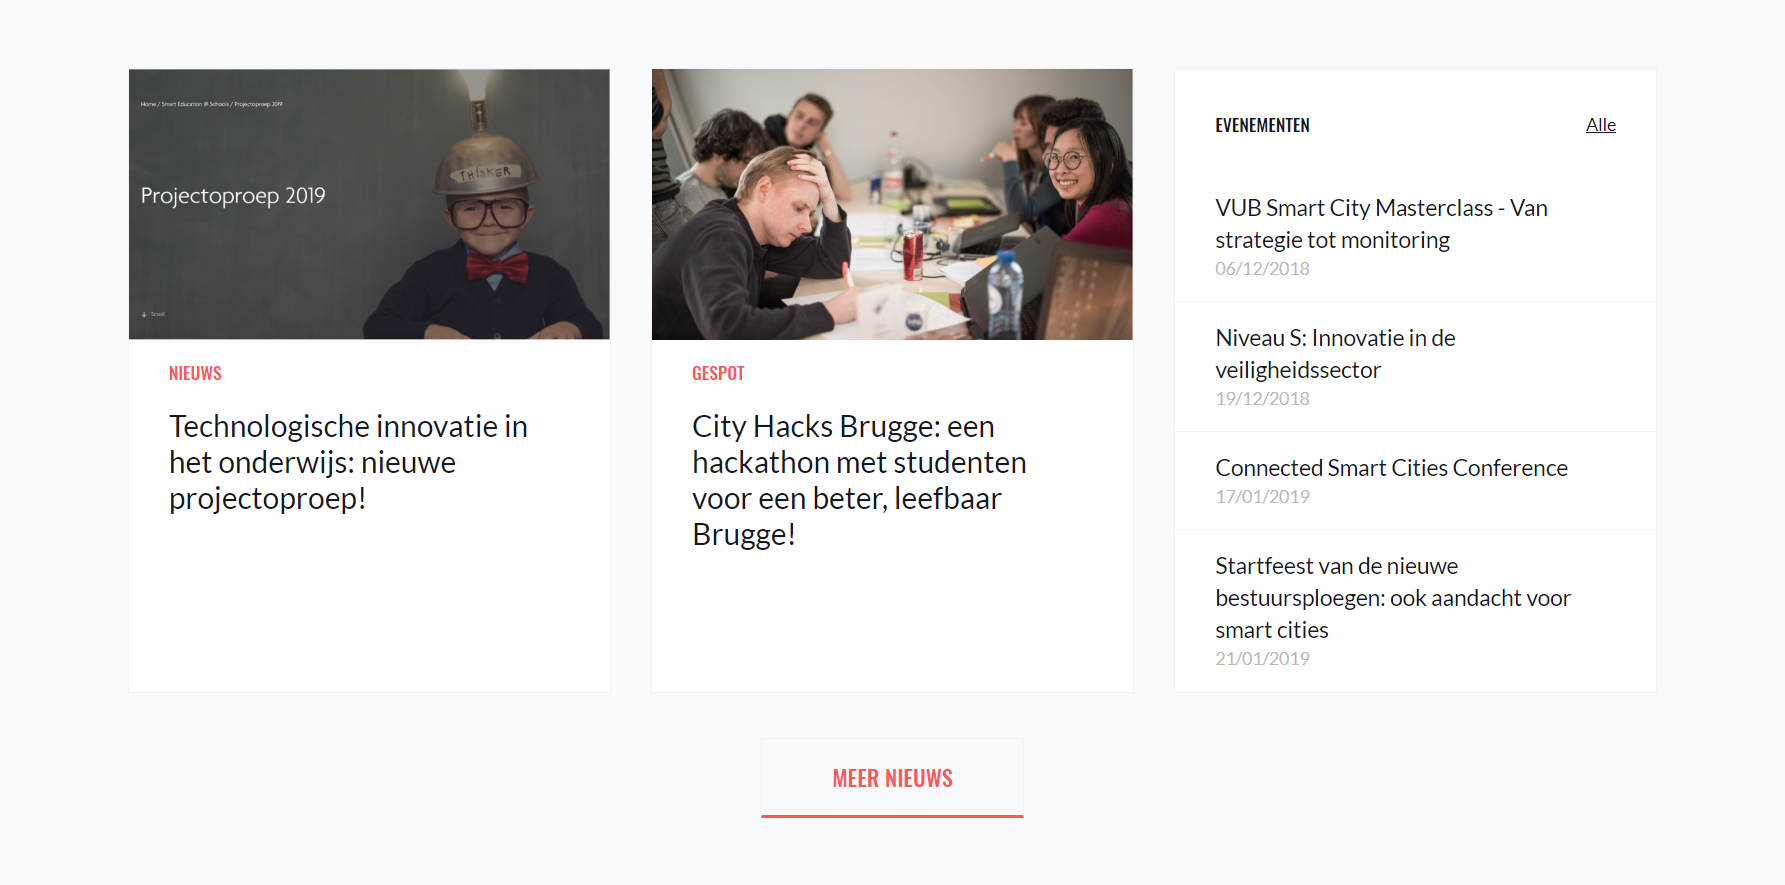 Home / Smart Education @ Schools / Projectoproep 2019
THINKER
Projectoproep 2019
Scroll
NIEUWS
Technologische innovatie in
het onderwijs: nieuwe
projectoproep!
GESPOT
City Hacks Brugge: een
hackathon met studenten
voor een beter, leefbaar
Brugge!
EVENEMENTEN
Alle
VUB Smart City Masterclass - Van
strategie tot monitoring
06/12/2018
Niveau S: Innovatie in de
veiligheidssector
19/12/2018
Connected Smart Cities Conference
17/01/2019
Startfeest van de nieuwe
bestuursploegen: ook aandacht voor
smart cities
21/01/2019
MEER NIEUWS